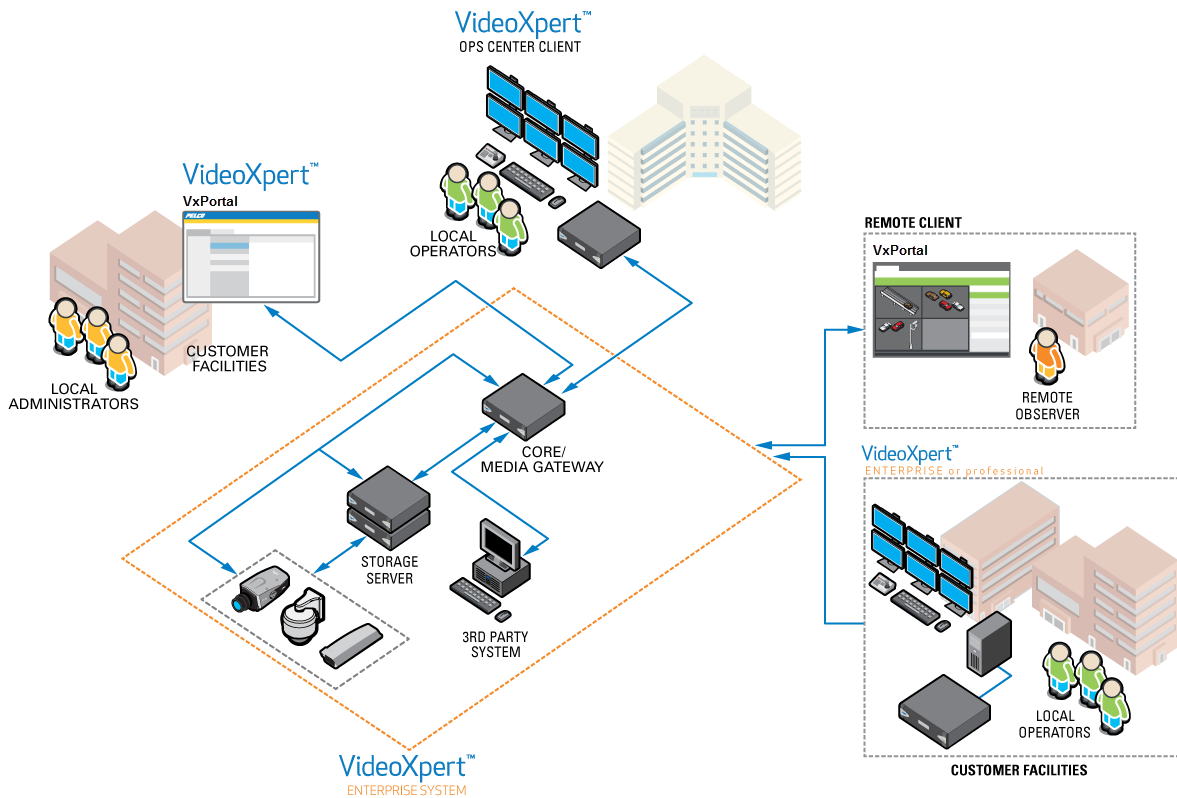 VideoXpert™
OPS CENTER CLIENT
LOCAL
OPERATORS
VideoXpert™
VxPortal
PELCO
CUSTOMER
FACILITIES
LOCAL
ADMINISTRATORS
REMOTE CLIENT
VxPortal
REMOTE
OBSERVER
CORE/
MEDIA GATEWAY
STORAGE
SERVER
3RD PARTY
SYSTEM
VideoXpert™
ENTERPRISE or professional
LOCAL
OPERATORS
CUSTOMER FACILITIES
VideoXpert™
ENTERPRISE SYSTEM